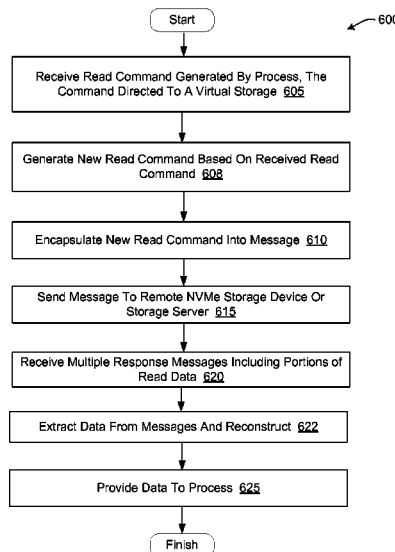 Start
600
Receive Read Command Generated By Process, The
Command Directed To A Virtual Storage 605
Generate New Read Command Based On Received Read
Command 608
Encapsulate New Read Command Into Message 610
Send Message To Remote NVMe Storage Device Or
Storage Server 615
Receive Multiple Response Messages Including Portions of
Read Data 620
Extract Data From Messages And Reconstruct 622
Provide Data To Process 625
Finish